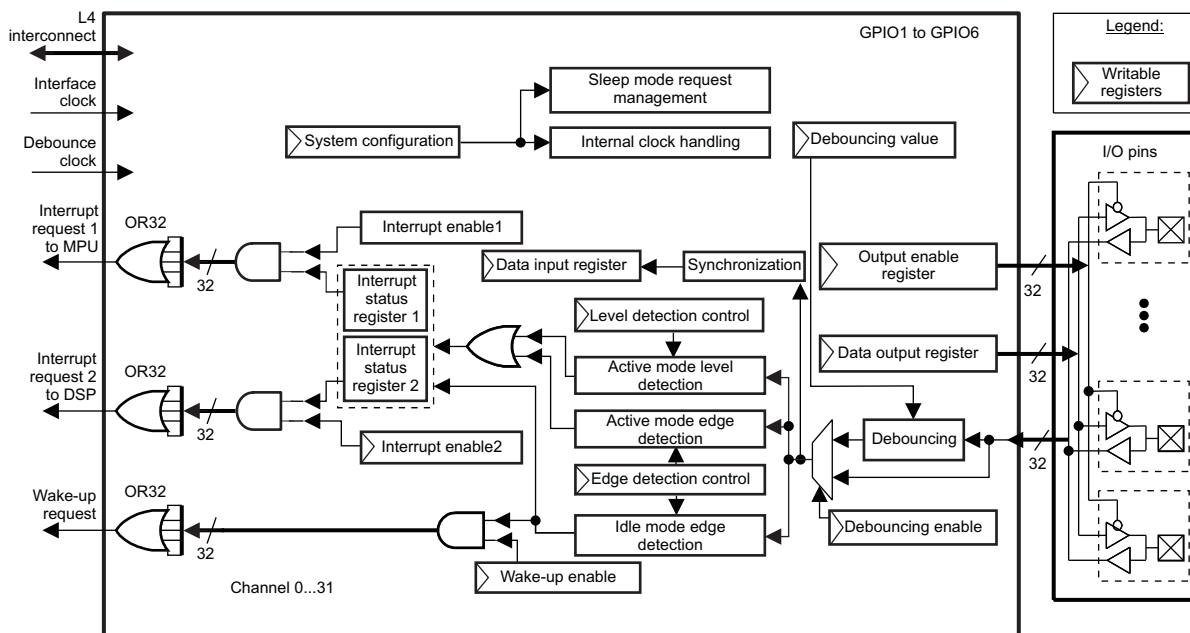 L4
interconnect
Interface
clock
Debounce
clock
Interrupt
request 1
to MPU
Interrupt
request 2
to DSP
Wake-up
request
GPIO1 to GPIO6
Sleep mode request
management
System configuration
Internal clock handling
Debouncing value
OR32
32
Interrupt enable1
Data input register
Synchronization
Output enable
register
32
Interrupt
status
register 1
Level detection control
Interrupt
status
register 2
Active mode level
detection
Data output register
32
OR32
32
Active mode edge
detection
Debouncing
32
Interrupt enable2
Edge detection control
OR32
32
Idle mode edge
detection
Debouncing enable
Wake-up enable
Channel 0...31
Legend:
Writable
registers
I/O pins